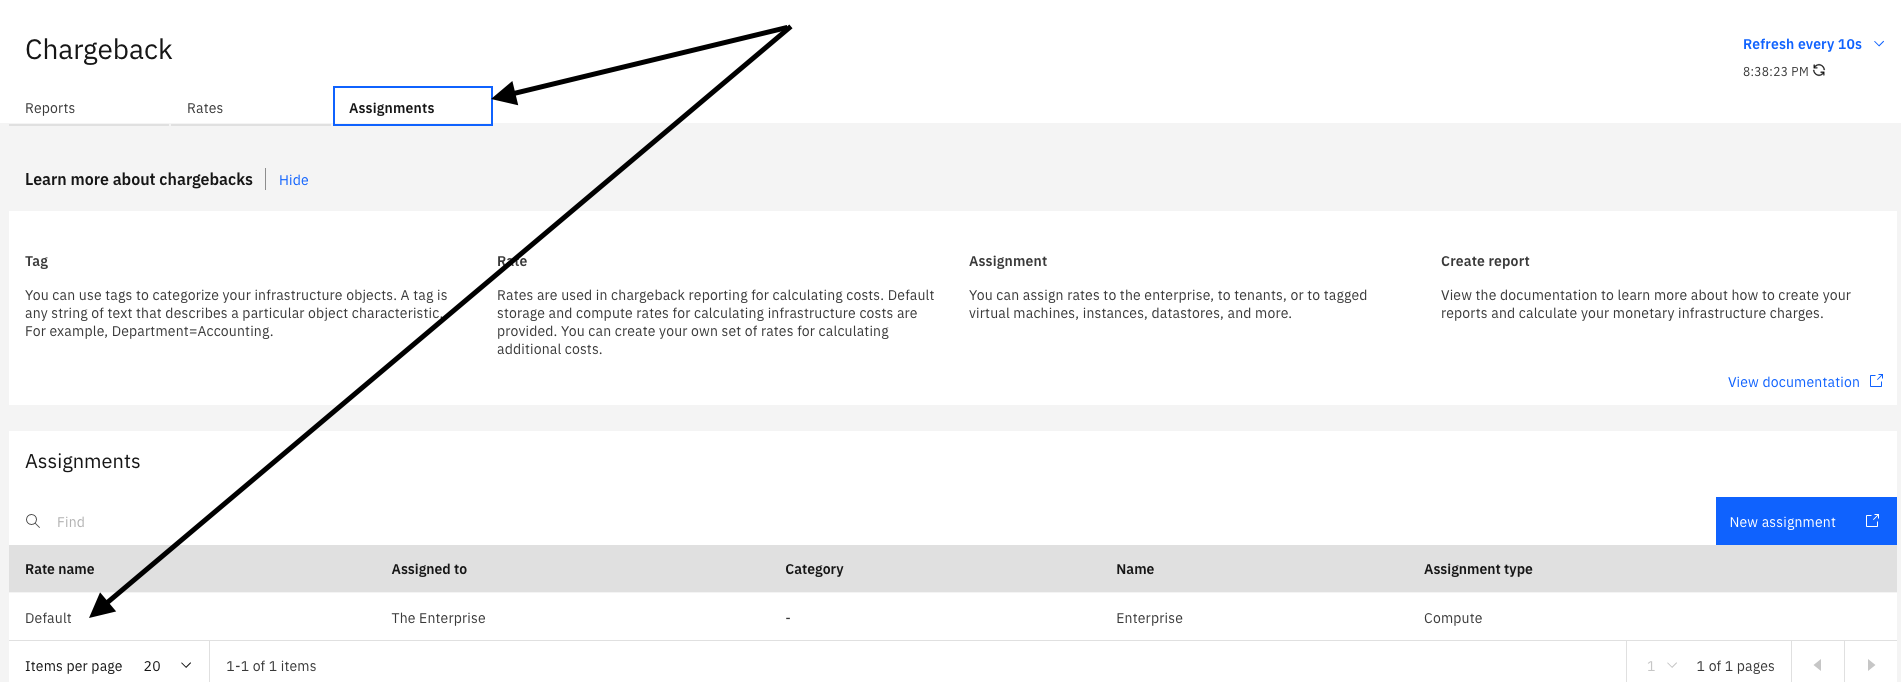 Chargeback
Refresh every 10s
8:38:23 PM
Reports
Rates
Assignments
Learn more about chargebacks
Hide
Tag
You can use tags to categorize your infrastructure objects. A tag is
any string of text that describes a particular object characteristic.
For example, Department=Accounting.
Rate
Rates are used in chargeback reporting for calculating costs. Default
storage and compute rates for calculating infrastructure costs are
provided. You can create your own set of rates for calculating
additional costs.
Assignment
You can assign rates to the enterprise, to tenants, or to tagged
virtual machines, instances, datastores, and more.
Create report
View the documentation to learn more about how to create your
reports and calculate your monetary infrastructure charges.
View documentation
Assignments
Find
New assignment
Rate name Assigned to Category Name Assignment type
Default The Enterprise - Enterprise Compute
Items per page 20 1-1 of 1 items 1 1 of 1 pages